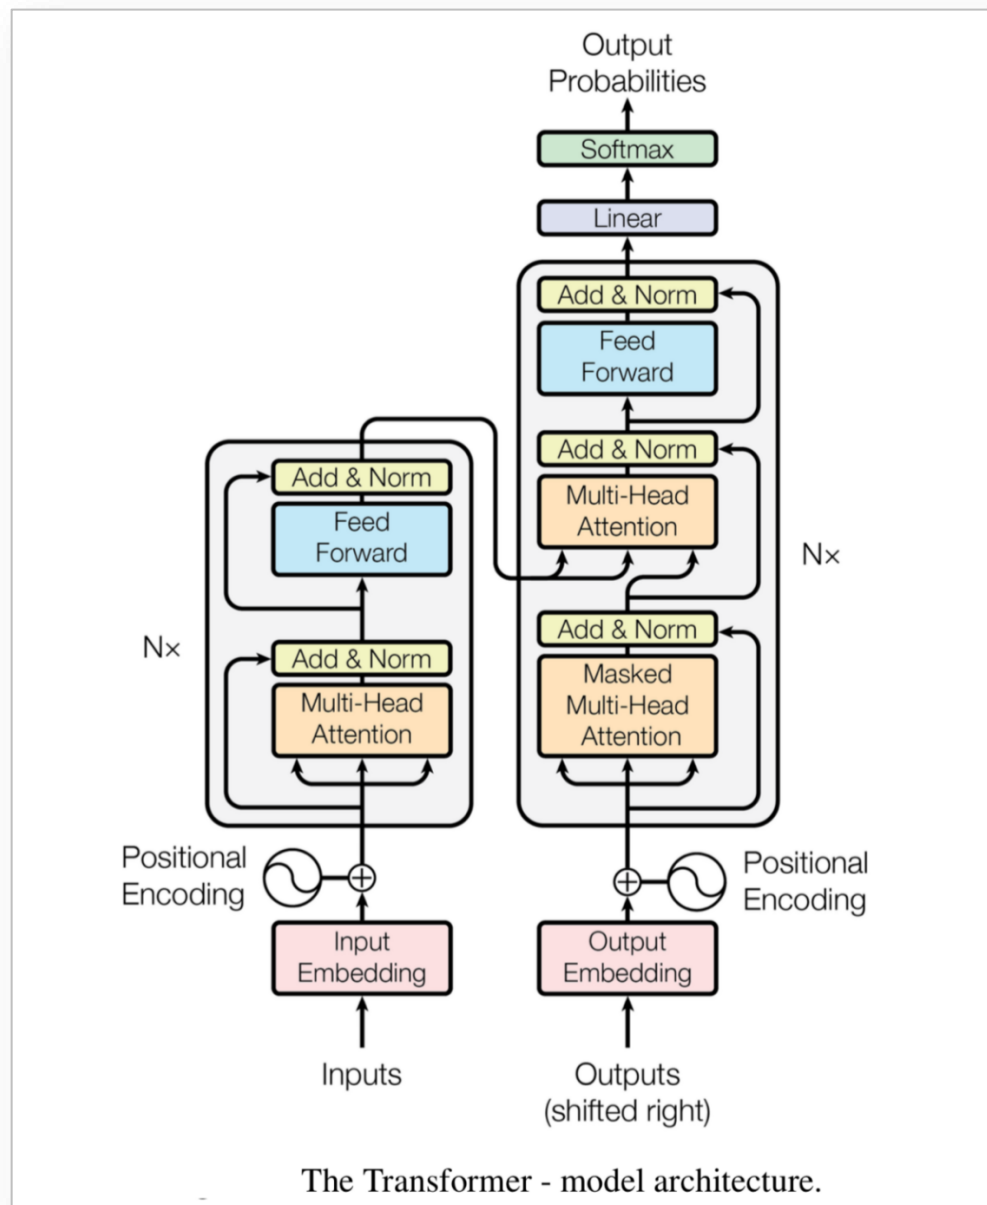 Output
Probabilities
Softmax
Linear
Add & Norm
Feed
Forward
Add & Norm
Multi-Head
Attention
Add & Norm
Masked
Multi-Head
Attention
Nx
Add & Norm
Feed
Forward
Add & Norm
Multi-Head
Attention
Nx
Positional
Encoding
Positional
Encoding
Input
Embedding
Output
Embedding
Inputs
Outputs
(shifted right)
The Transformer - model architecture.